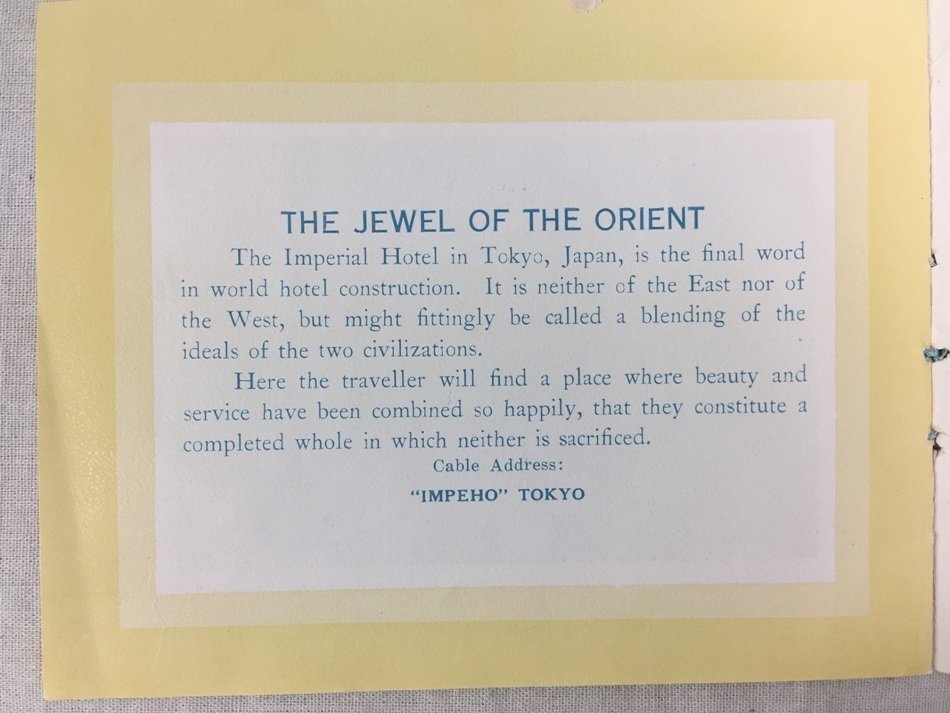 THE JEWEL OF THE ORIENT
The Imperial Hotel in Tokyo, Japan, is the final word
in world hotel construction. It is neither of the East nor of
the West, but might fittingly be called a blending of the
ideals of the two civilizations.
Here the traveller will find a place where beauty and
service have been combined so happily, that they constitute a
completed whole in which neither is sacrificed.
Cable Address:
“IMPEHO” TOKYO